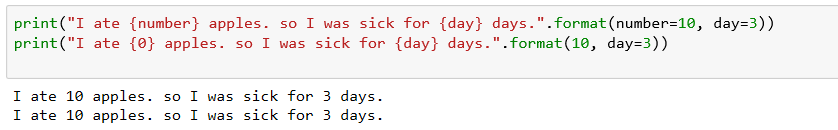 print("I ate {number} apples. so I was sick for {day} days.".format(number=10, day=3))
print("I ate {0} apples. so I was sick for {day} days.".format(10, day=3))
I ate 10 apples. so I was sick for 3 days.
I ate 10 apples. so I was sick for 3 days.